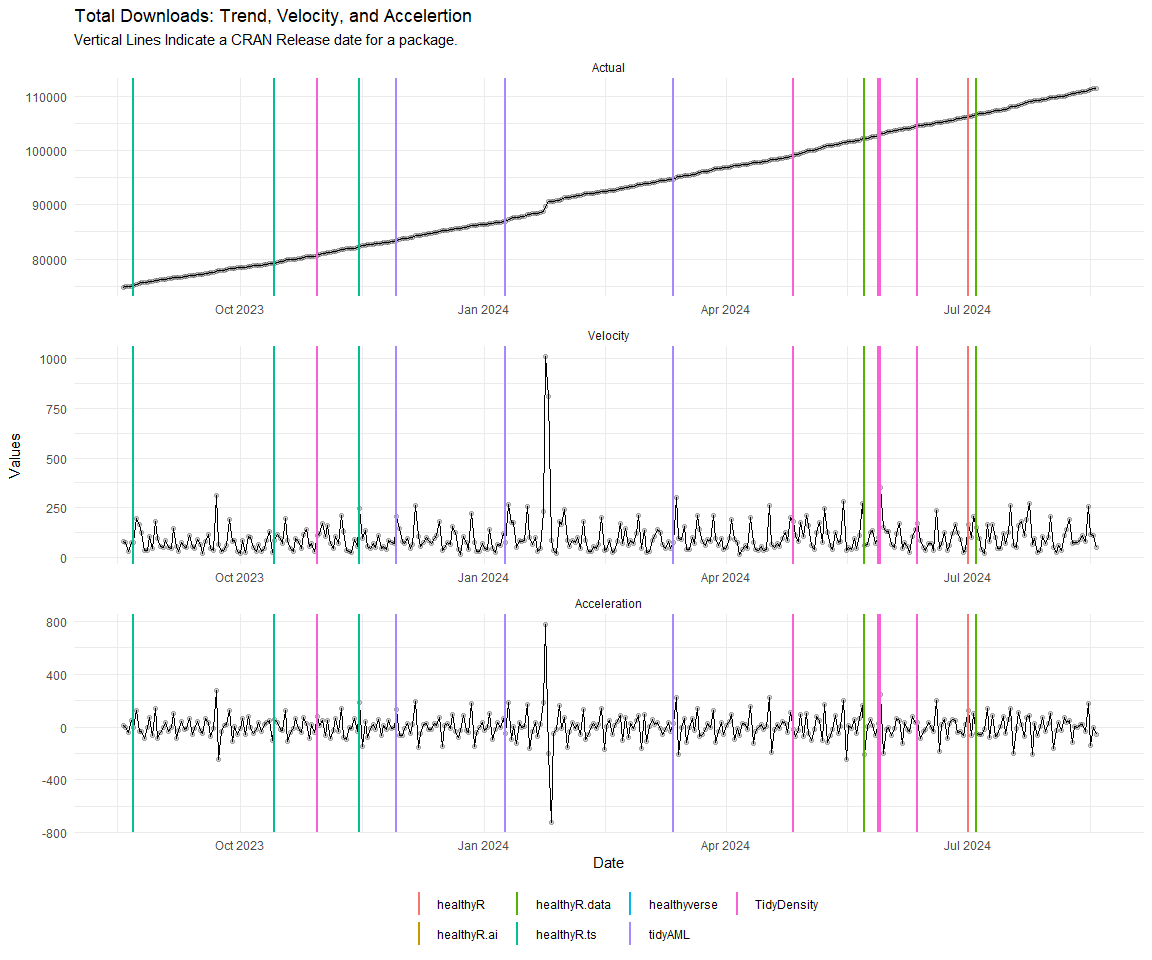 Total Downloads: Trend, Velocity, and Accelertion
Vertical Lines Indicate a CRAN Release date for a package.
Actual
110000
100000
90000
80000
Oct 2023 Jan 2024 Apr 2024 Jul 2024
Velocity
1000
750
500
250
0
Oct 2023 Jan 2024 Apr 2024 Jul 2024
Values
Acceleration
800
400
0
-400
-800
Oct 2023 Jan 2024 Apr 2024 Jul 2024
Date
healthyR healthyR.data healthyverse TidyDensity
healthyR.ai healthyR.ts tidyAML